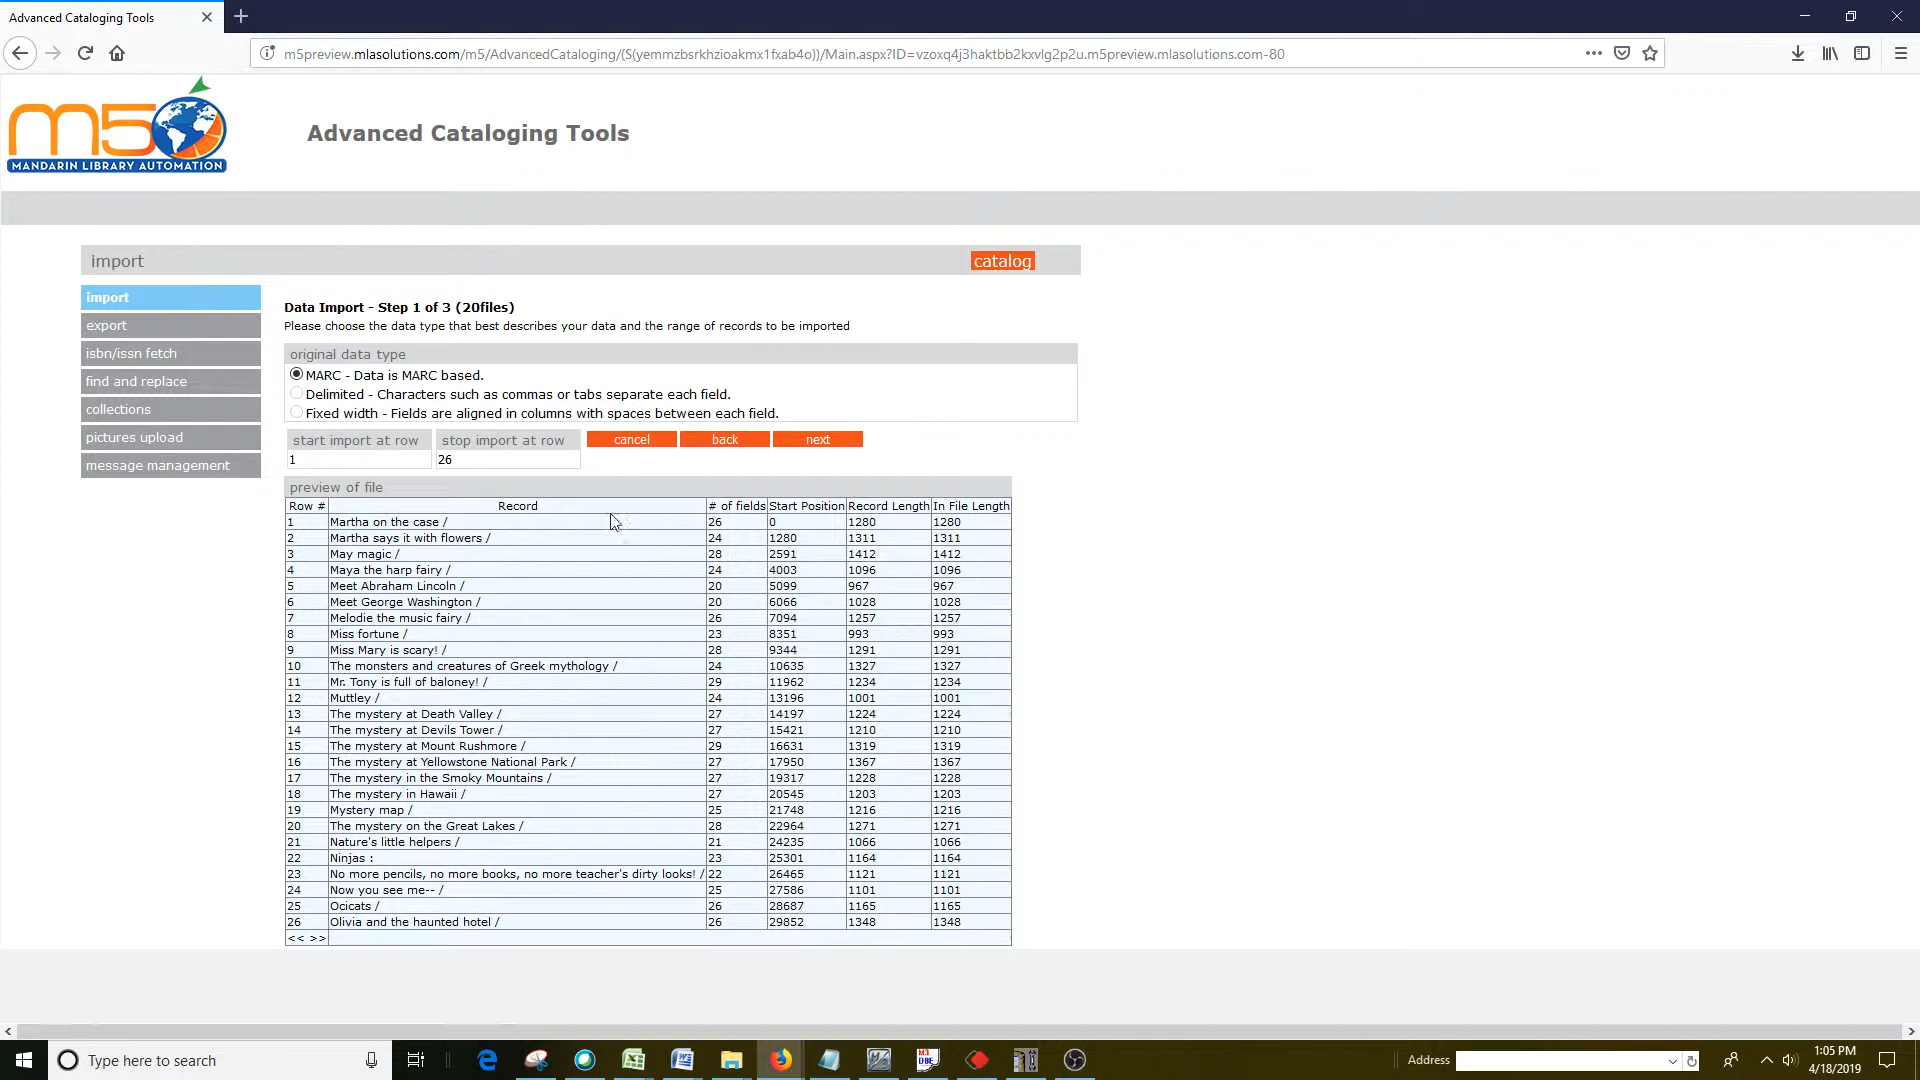 Advanced Cataloging Tools
m5preview.mlasolutions.com/m5/AdvancedCataloging/(S(yemmzbsrkhzioakmx1fxab4o))/Main.aspx?ID=vzoxq4j3haktbb2kxvlg2p2u.m5preview.mlasolutions.com-80
m5
MANDARIN LIBRARY AUTOMATION
Advanced Cataloging Tools
import catalog
import
export
isbn/issn fetch
find and replace
collections
pictures upload
message management
Data Import - Step 1 of 3 (20files)
Please choose the data type that best describes your data and the range of records to be imported
original data type
MARC - Data is MARC based.
Delimited - Characters such as commas or tabs separate each field.
Fixed width - Fields are aligned in columns with spaces between each field.
start import at row stop import at row cancel back next
1 26
preview of file
Row # Record # of fields Start Position Record Length In File Length
1 Martha on the case / 26 0 1280 1280
2 Martha says it with flowers / 24 1280 1311 1311
3 May magic / 28 2591 1412 1412
4 Maya the harp fairy / 24 4003 1096 1096
5 Meet Abraham Lincoln / 20 5099 967 967
6 Meet George Washington / 20 6066 1028 1028
7 Melodie the music fairy / 26 7094 1257 1257
8 Miss fortune / 23 8351 993 993
9 Miss Mary is scary! / 28 9344 1291 1291
10 The monsters and creatures of Greek mythology / 24 10635 1327 1327
11 Mr. Tony is full of baloney! / 29 11962 1234 1234
12 Muttley / 24 13196 1001 1001
13 The mystery at Death Valley / 27 14197 1224 1224
14 The mystery at Devils Tower / 27 15421 1210 1210
15 The mystery at Mount Rushmore / 29 16631 1319 1319
16 The mystery at Yellowstone National Park / 27 17950 1367 1367
17 The mystery in the Smoky Mountains / 27 19317 1228 1228
18 The mystery in Hawaii / 27 20545 1203 1203
19 Mystery map / 25 21748 1216 1216
20 The mystery on the Great Lakes / 28 22964 1271 1271
21 Nature's little helpers / 21 24235 1066 1066
22 Ninjas : 23 25301 1164 1164
23 No more pencils, no more books, no more teacher's dirty looks! / 22 26465 1121 1121
24 Now you see me-- / 25 27586 1101 1101
25 Ocicats / 26 28687 1165 1165
26 Olivia and the haunted hotel / 26 29852 1348 1348
<< >>
Type here to search
Address
1:05 PM
4/18/2019